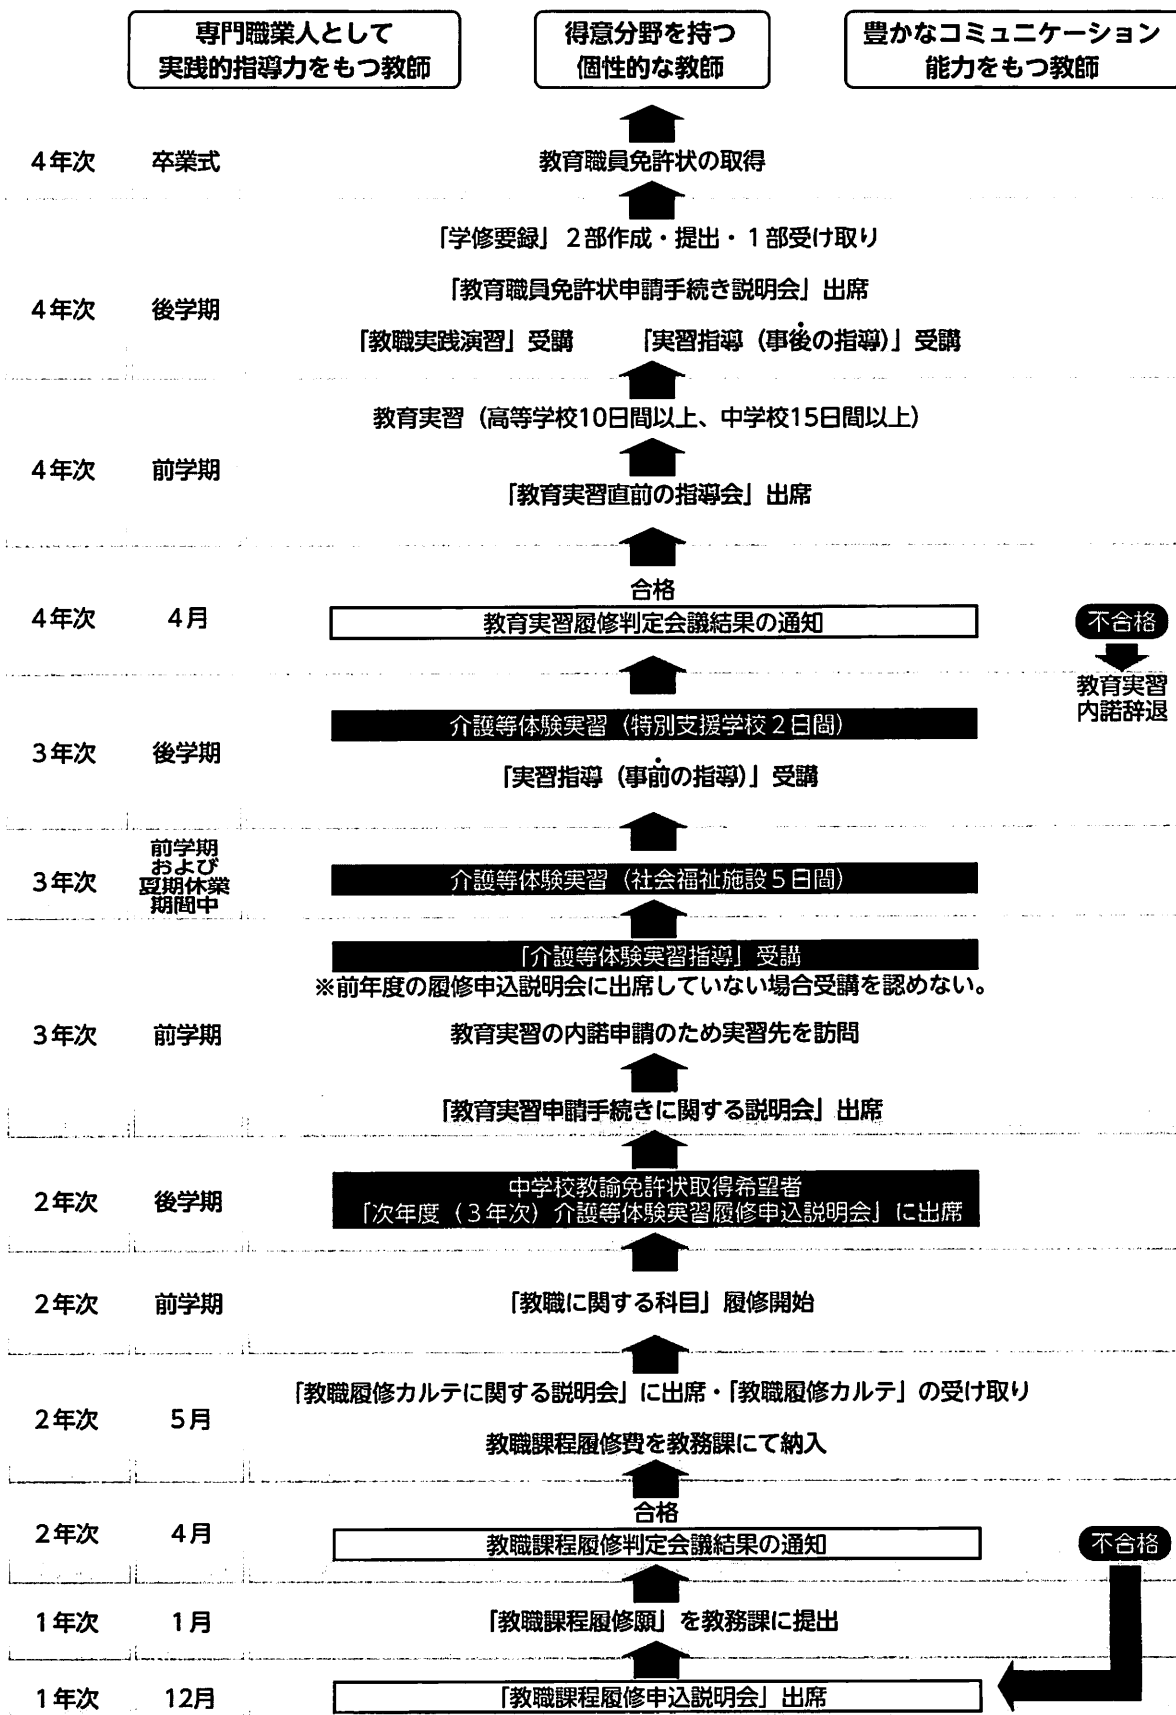 専門職業人として
実践的指導力をもつ教師
得意分野を持つ
個性的な教師
豊かなコミュニケーション
能力をもつ教師
4年次 卒業式 教育職員免許状の取得
「学修要録」2部作成・提出・1部受け取り
「教育職員免許状申請手続き説明会」出席
4年次 後学期
「教職実践演習」受講 「実習指導（事後の指導）」受講
教育実習（高等学校10日間以上、中学校15日間以上）
4年次 前学期
「教育実習直前の指導会」出席
合格
4年次 4月 教育実習履修判定会議結果の通知 不合格
教育実習
内諾辞退
介護等体験実習（特別支援学校2日間）
3年次 後学期
「実習指導（事前の指導）」受講
3年次
前学期
および
夏期休業
期間中
介護等体験実習（社会福祉施設5日間）
「介護等体験実習指導」受講
※前年度の履修申込説明会に出席していない場合受講を認めない。
3年次 前学期 教育実習の内諾申請のため実習先を訪問
「教育実習申請手続きに関する説明会」出席
2年次 後学期
中学校教諭免許状取得希望者
「次年度（3年次）介護等体験実習履修申込説明会」に出席
2年次 前学期 「教職に関する科目」履修開始
「教職履修カルテに関する説明会」に出席・「教職履修カルテ」の受け取り
2年次 5月
教職課程履修費を教務課にて納入
合格
2年次 4月 教職課程履修判定会議結果の通知 不合格
1年次 1月 「教職課程履修願」を教務課に提出
1年次 12月 「教職課程履修申込説明会」出席